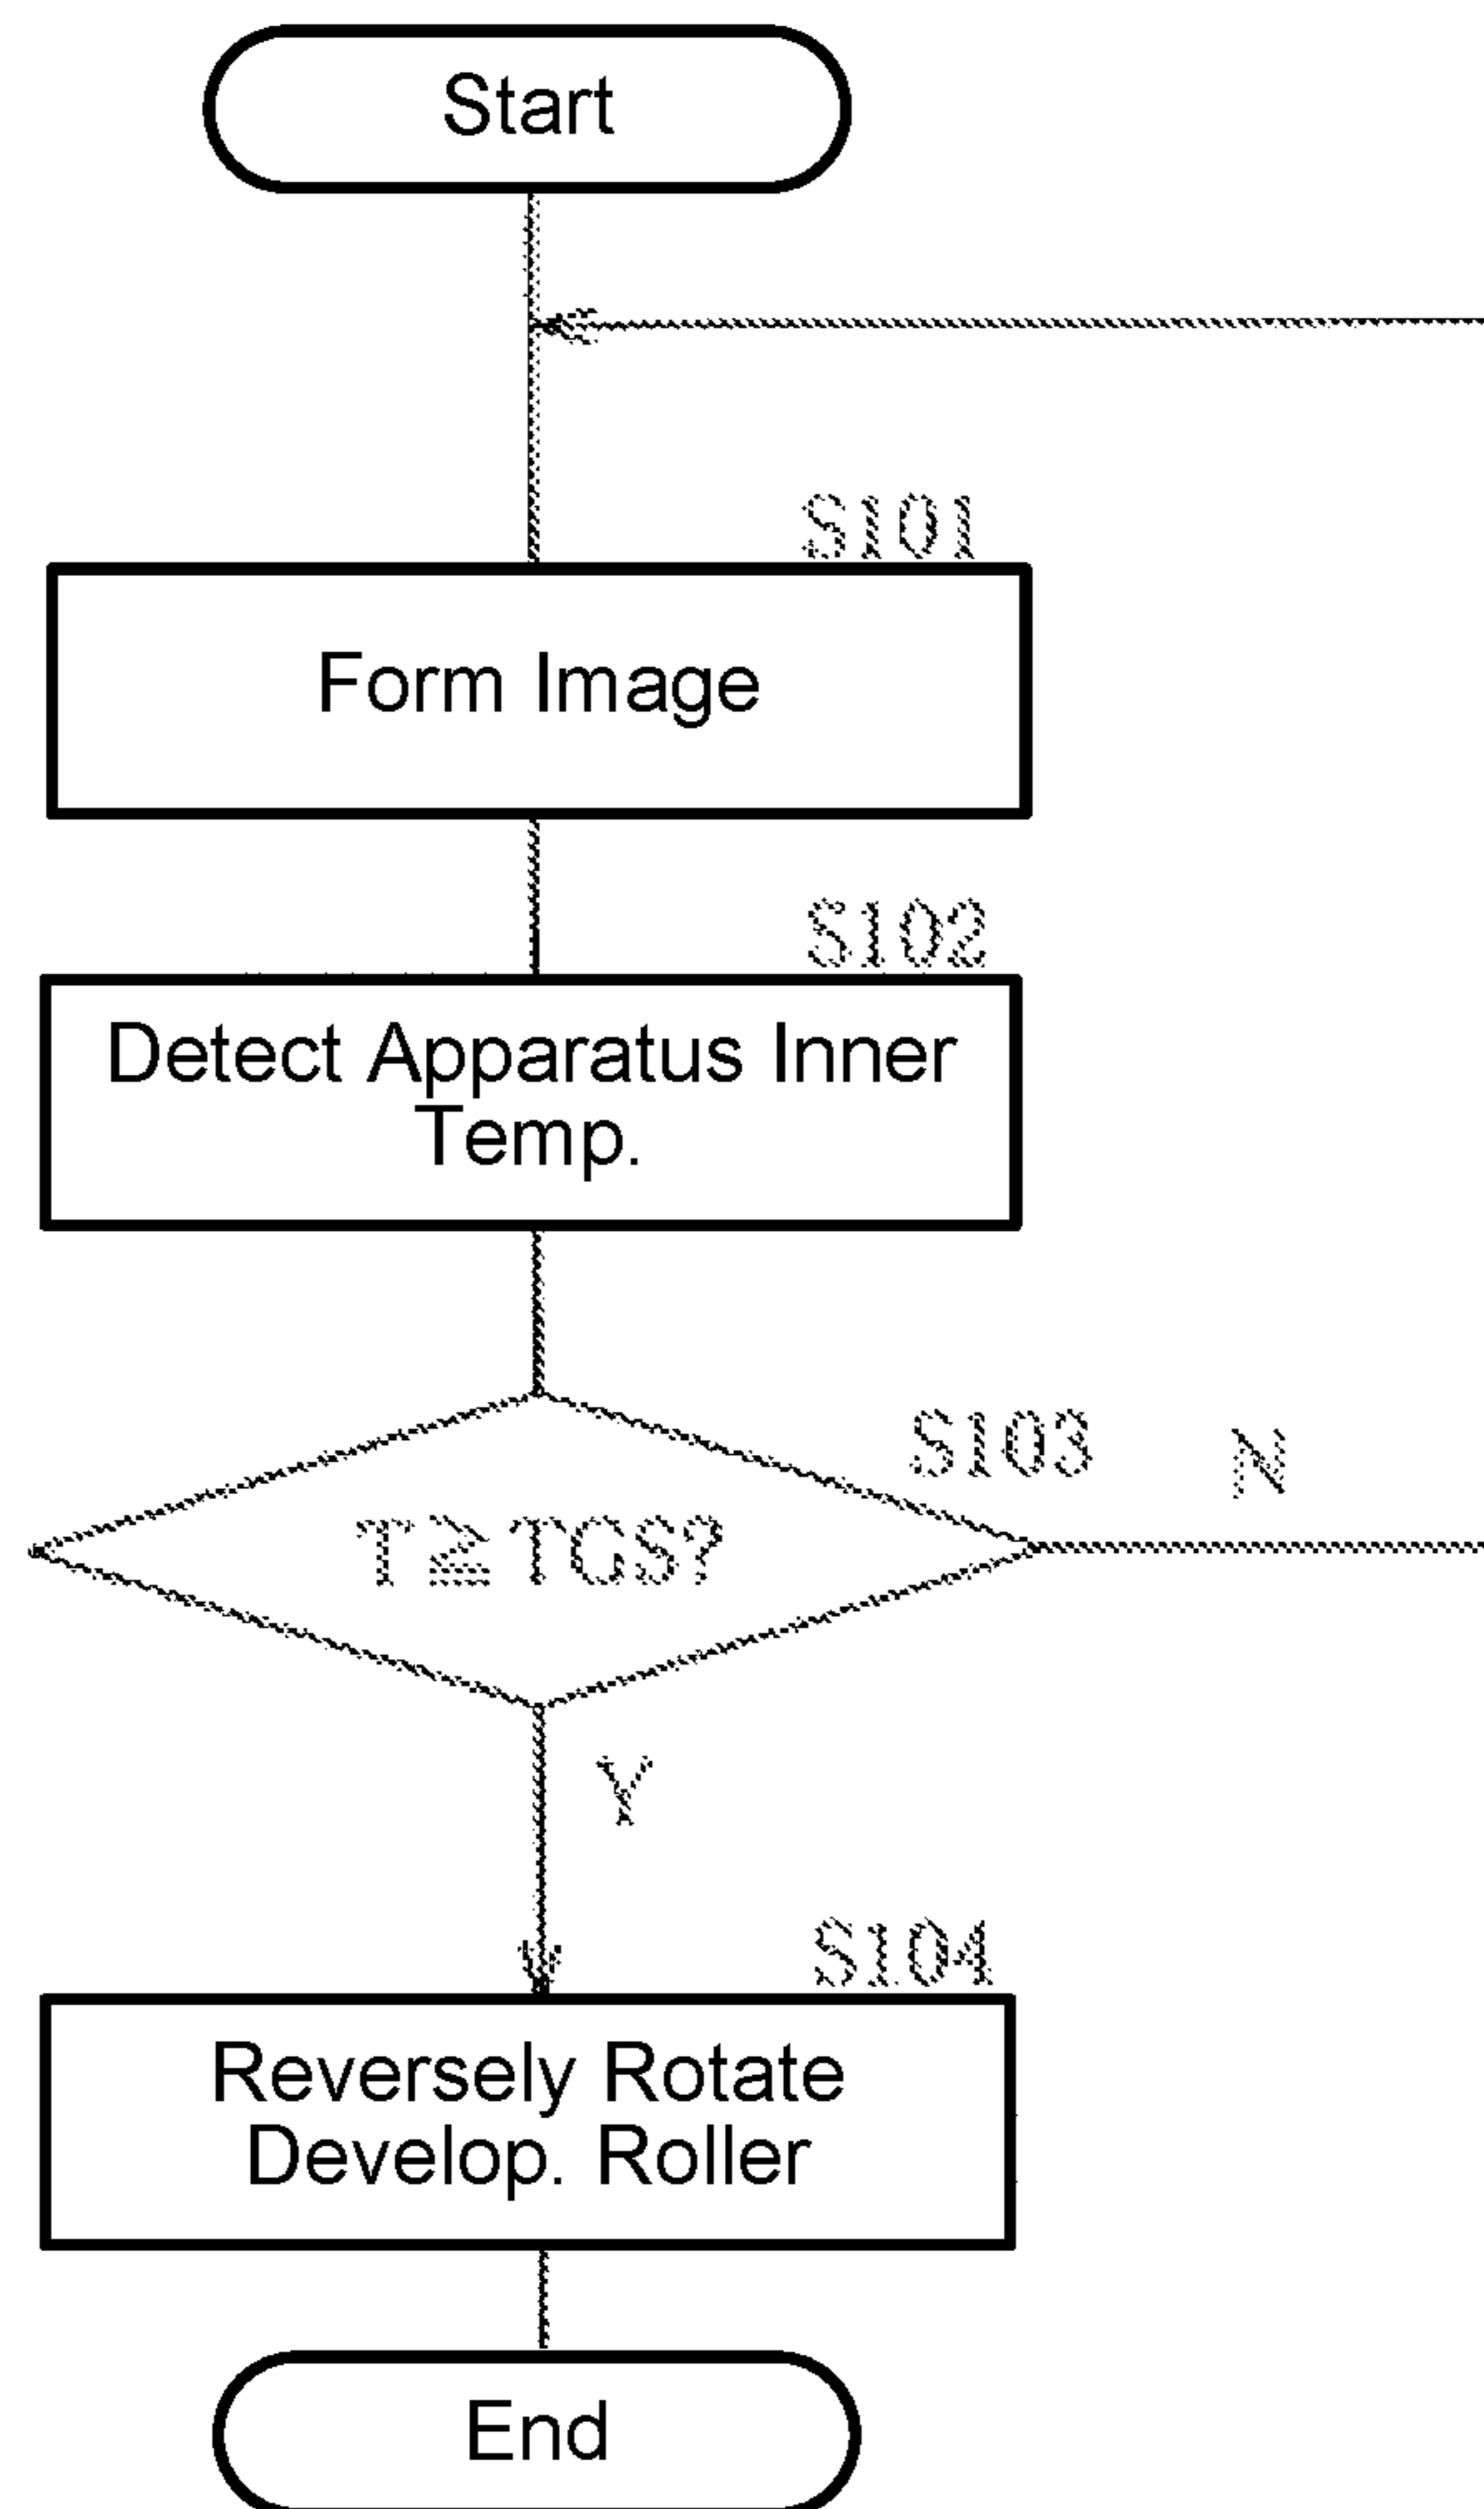 Start
S101
Form Image
S102
Detect Apparatus Inner
Temp.
S103
N
T≧TGS?
Y
S104
Reversely Rotate
Develop. Roller
End